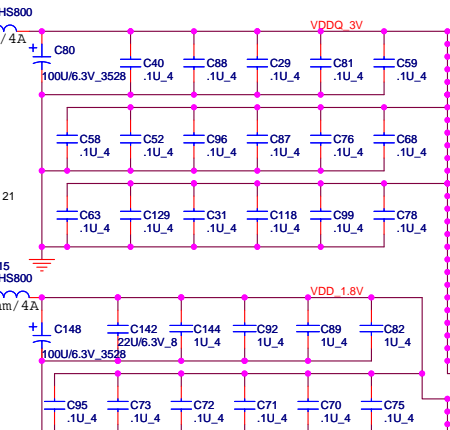 HS800
/4A
VDDQ_3V
C80
C40 C88 C29 C81 C59
100U/6.3V_3528 .1U_4 .1U_4 .1U_4 .1U_4 .1U_4
C58 C52 C96 C87 C76 C68
.1U_4 .1U_4 .1U_4 .1U_4 .1U_4 .1U_4
21
C63 C129 C31 C118 C99 C78
.1U_4 .1U_4 .1U_4 .1U_4 .1U_4 .1U_4
15
HS800
m/4A
VDD_1.8V
C148 C142 C144 C92 C89 C82
22U/6.3V_8 1U_4 1U_4 1U_4 1U_4
100U/6.3V_3528
C95 C73 C72 C71 C70 C75
.1U_4 .1U_4 .1U_4 .1U_4 .1U_4 .1U_4